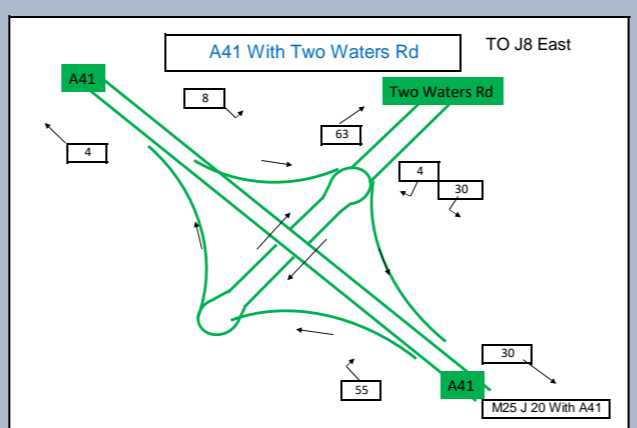 A41 With Two Waters Rd
TO J8 East
A41
Two Waters Rd
8
63
4
4
30
30
55
A41
M25 J 20 With A41